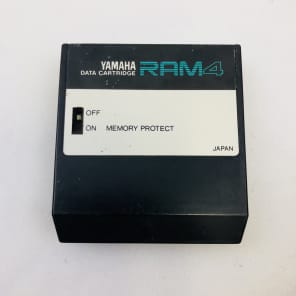 YAMAHA
DATA CARTRIDGE RAM4
OFF
ON MEMORY PROTECT
JAPAN